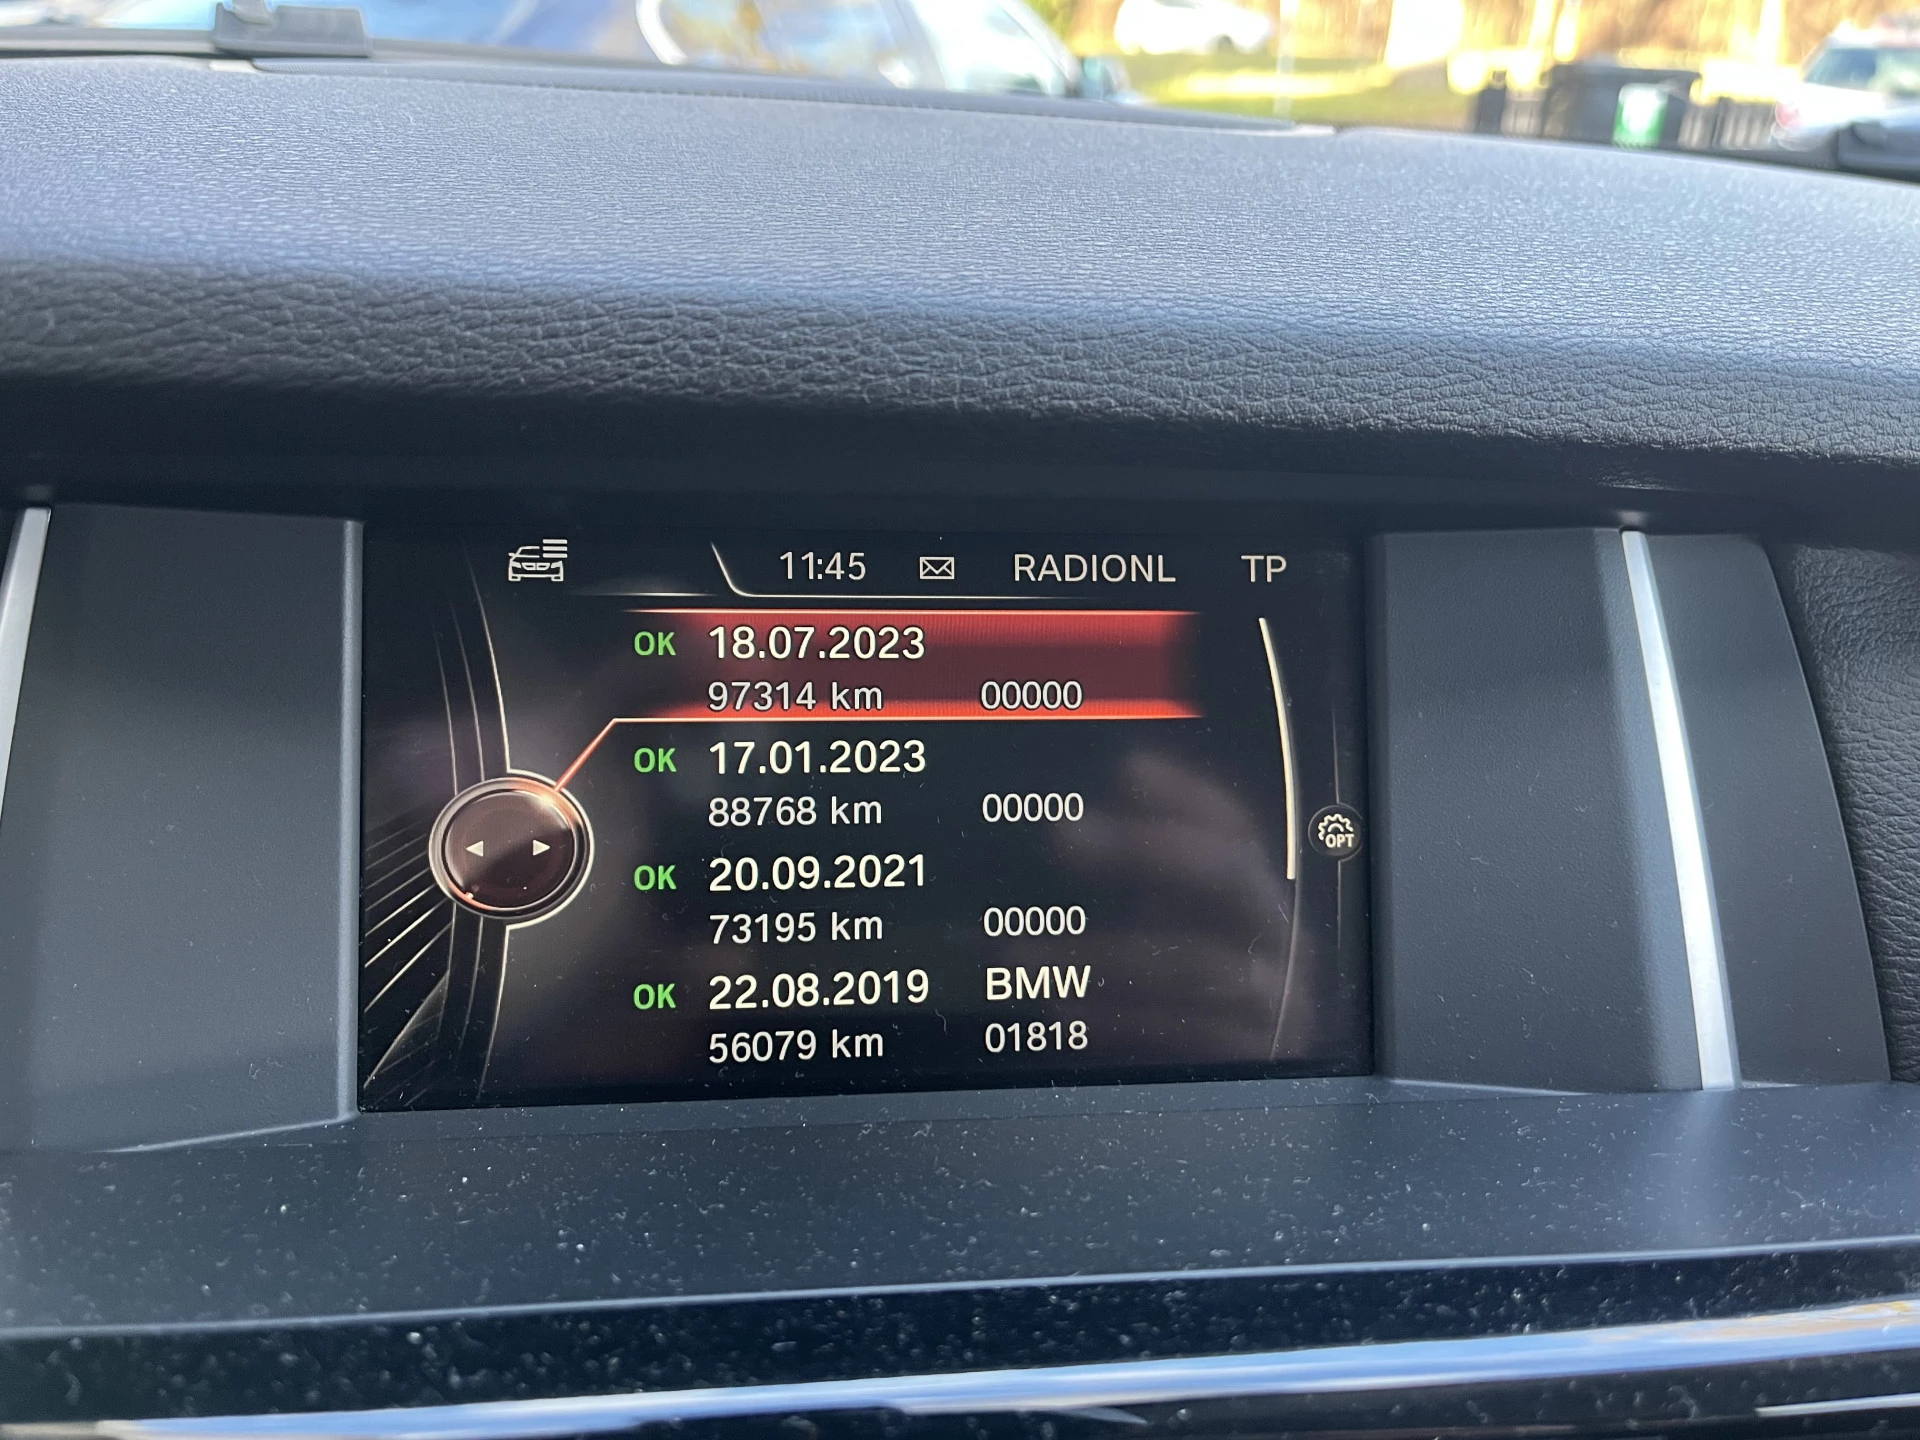 11:45 RADIONL TP
OK 18.07.2023
97314 km 00000
OK 17.01.2023
88768 km 00000
OK 20.09.2021
73195 km 00000
OK 22.08.2019 BMW
56079 km 01818
OPT